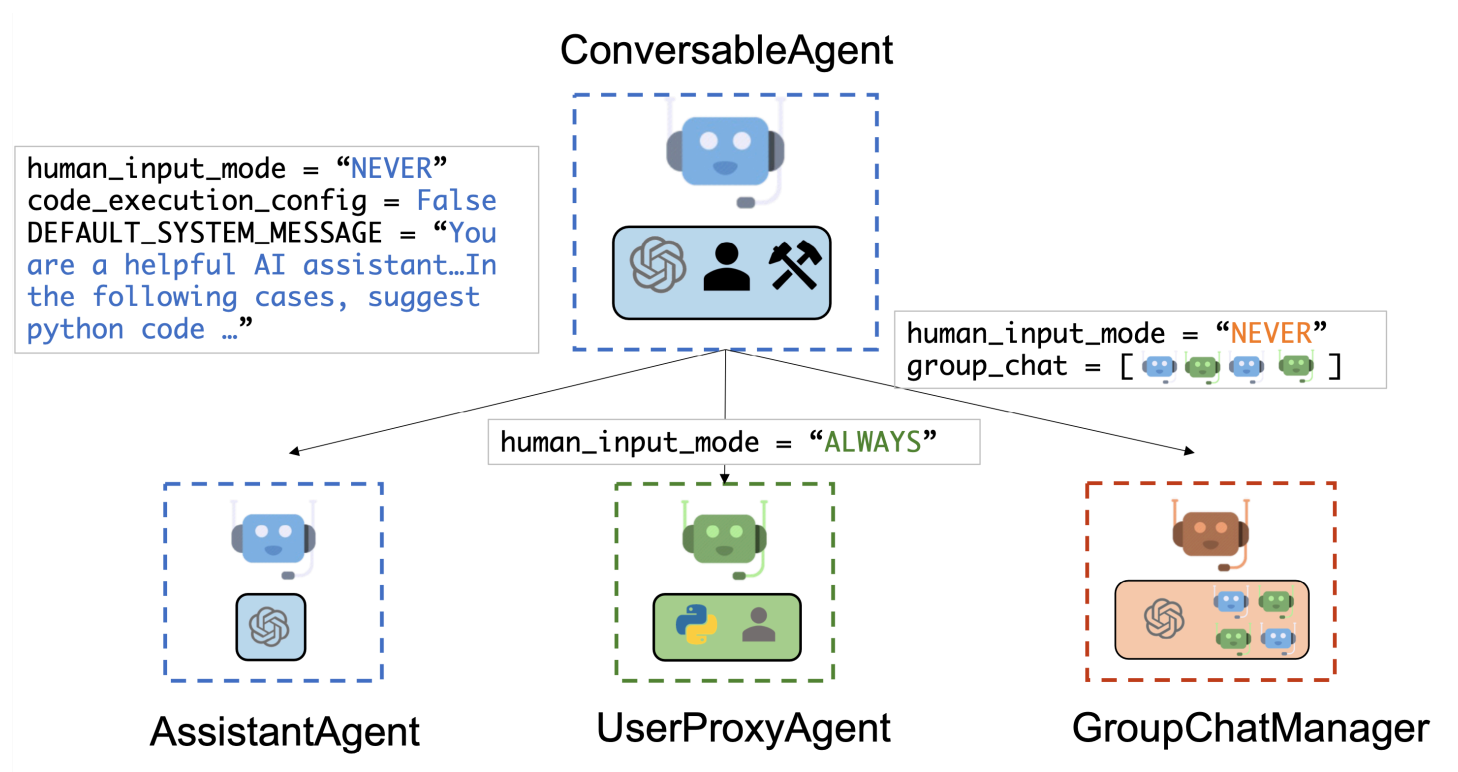 ConversableAgent
human_input_mode = “NEVER”
code_execution_config = False
DEFAULT_SYSTEM_MESSAGE = “You
are a helpful AI assistant…In
the following cases, suggest
python code …”
human_input_mode = “NEVER”
group_chat = [ ]
human_input_mode = “ALWAYS”
AssistantAgent
UserProxyAgent
GroupChatManager